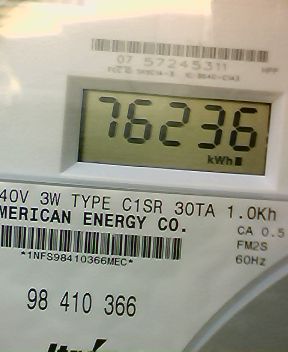 07 57245311
76236
kWh
40V 3W TYPE C1SR 30TA 1.0Kh
MERICAN ENERGY CO.
CA 0.5
FM2S
60Hz
*1NFS98410366MEC*
98 410 366